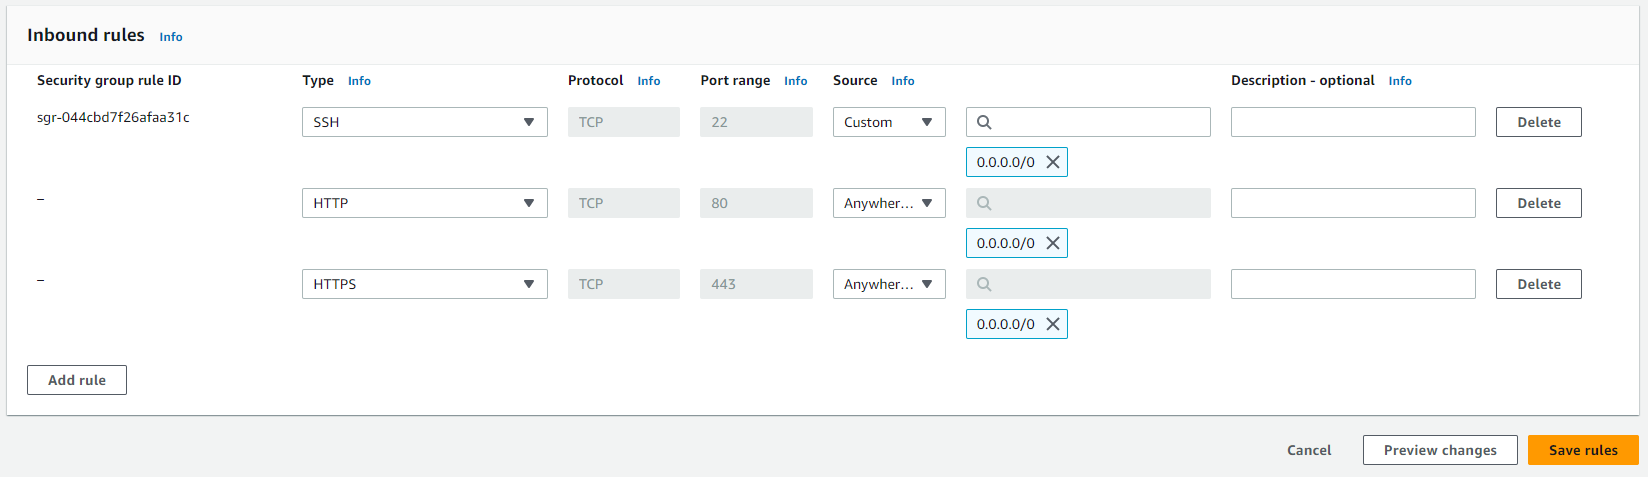 Inbound rules Info
Security group rule ID Type Info Protocol Info Port range Info Source Info Description - optional Info
sgr-044cbd7f26afaa31c SSH TCP 22 Custom Delete
0.0.0.0/0
– HTTP TCP 80 Anywher... Delete
0.0.0.0/0
– HTTPS TCP 443 Anywher... Delete
0.0.0.0/0
Add rule
Cancel Preview changes Save rules